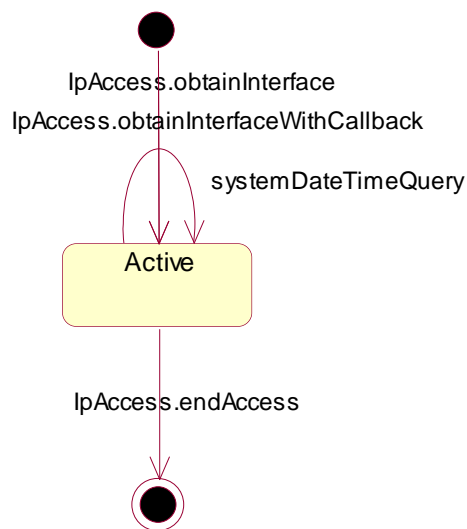 IpAccess.obtainInterface
IpAccess.obtainInterfaceWithCallback
systemDateTimeQuery
Active
IpAccess.endAccess